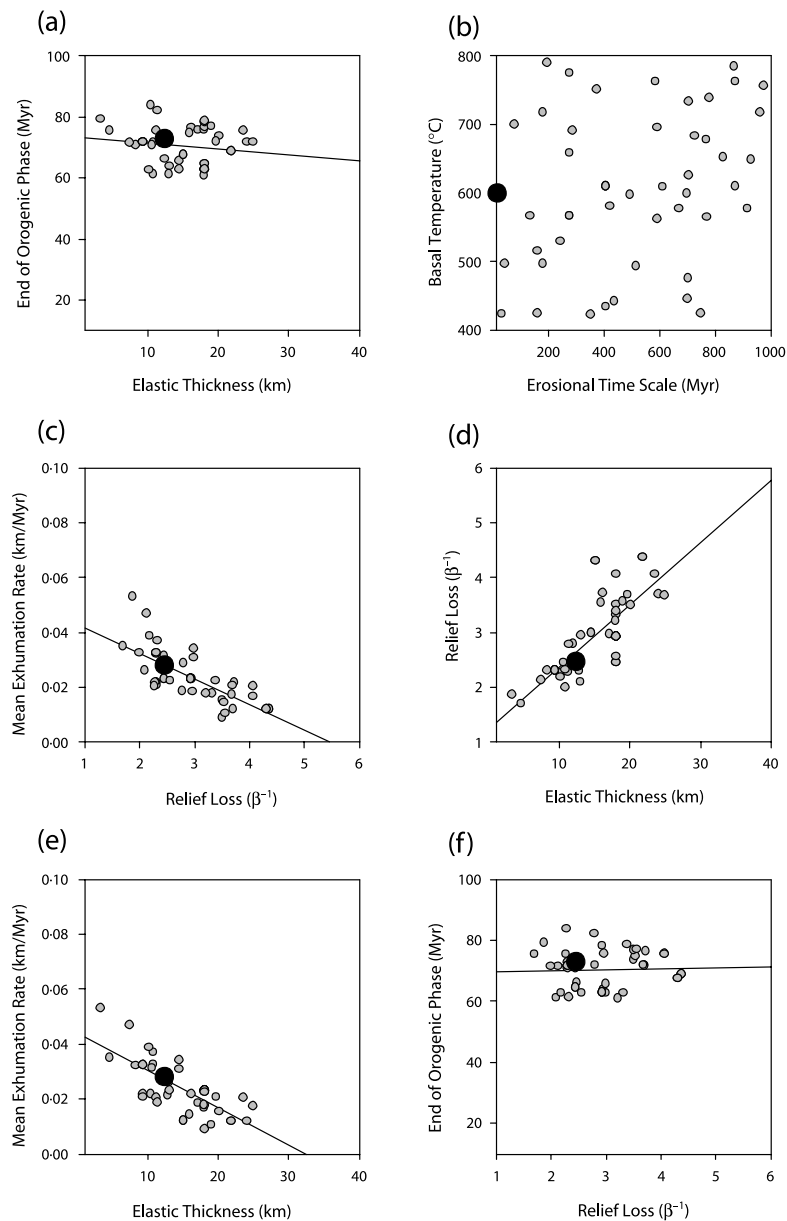 (a)
100
80
60
40
20
End of Orogenic Phase (Myr)
10 20 30 40
Elastic Thickness (km)
(b)
800
700
600
500
400
Basal Temperature (°C)
200 400 600 800 1000
Erosional Time Scale (Myr)
(c)
0·10
0·08
0·06
0·04
0·02
0·00
Mean Exhumation Rate (km/Myr)
1 2 3 4 5 6
Relief Loss (β⁻¹)
(d)
6
5
4
3
2
1
Relief Loss (β⁻¹)
10 20 30 40
Elastic Thickness (km)
(e)
0·10
0·08
0·06
0·04
0·02
0·00
Mean Exhumation Rate (km/Myr)
10 20 30 40
Elastic Thickness (km)
(f)
100
80
60
40
20
End of Orogenic Phase (Myr)
1 2 3 4 5 6
Relief Loss (β⁻¹)